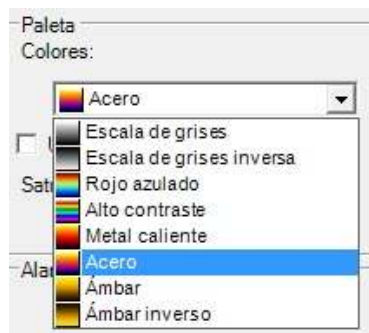 Paleta
Colores:
Acero
Escala de grises
Escala de grises inversa
Rojo azulado
Alto contraste
Metal caliente
Acero
Ámbar
Ámbar inverso